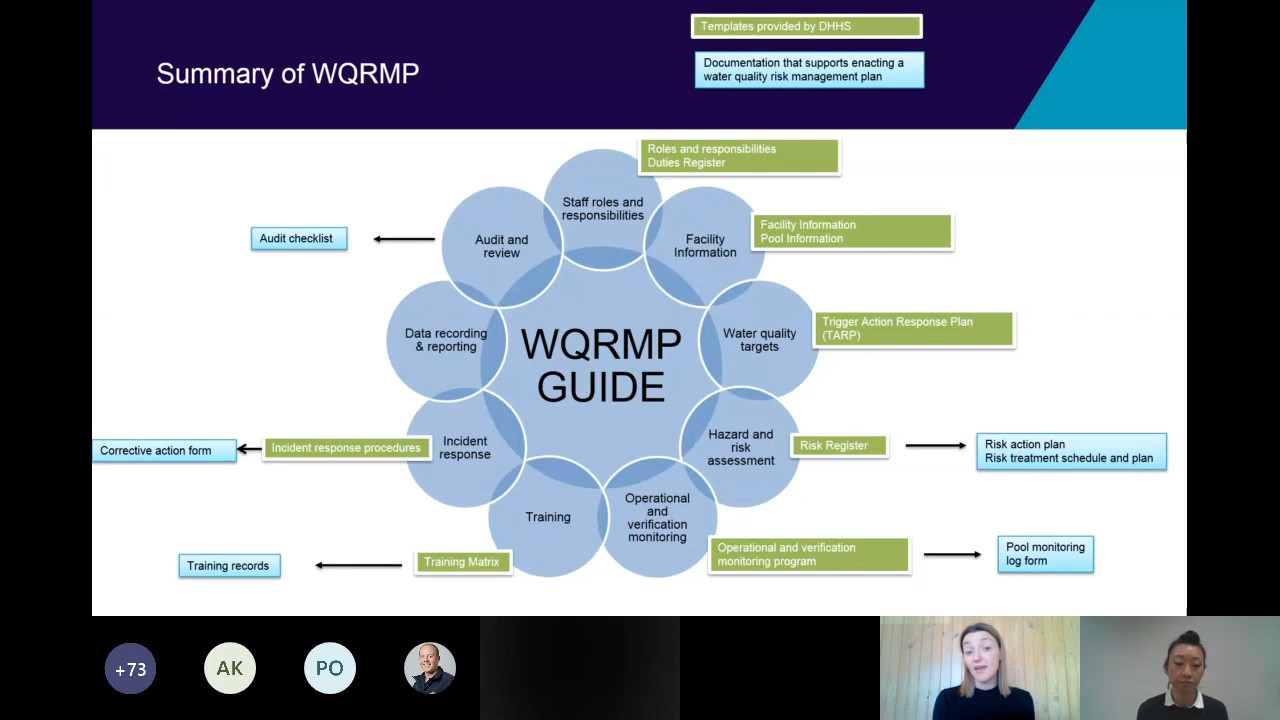 Templates provided by DHHS
Summary of WQRMP
Documentation that supports enacting a
water quality risk management plan
Roles and responsibilities
Duties Register
Staff roles and
responsibilities
Facility Information
Pool Information
Audit checklist
Audit and
review
Facility
Information
Trigger Action Response Plan
(TARP)
Data recording
& reporting
WQRMP
GUIDE
Water quality
targets
Corrective action form
Incident response procedures
Incident
response
Hazard and
risk
assessment
Risk Register
Risk action plan
Risk treatment schedule and plan
Training
Operational
and
verification
monitoring
Operational and verification
monitoring program
Pool monitoring
log form
Training records
Training Matrix
+73
AK
PO